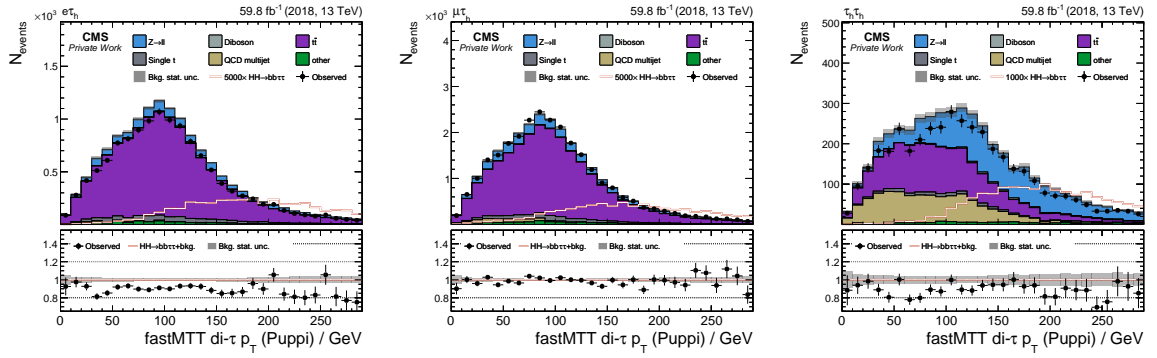 ×10³ eτₕ 59.8 fb⁻¹ (2018, 13 TeV)
N_events
CMS
Private Work
Z→ll Diboson tt̄
Single t QCD multijet other
Bkg. stat. unc. 5000× HH→bbττ Observed
1.5
1
0.5
Observed HH→bbττ+bkg. Bkg. stat. unc.
1.4
1.2
1.0
0.8
0 50 100 150 200 250
fastMTT di-τ p_T (Puppi) / GeV
×10³ μτₕ 59.8 fb⁻¹ (2018, 13 TeV)
N_events
CMS
Private Work
Z→ll Diboson tt̄
Single t QCD multijet other
Bkg. stat. unc. 5000× HH→bbττ Observed
4
3
2
1
Observed HH→bbττ+bkg. Bkg. stat. unc.
1.4
1.2
1.0
0.8
0 50 100 150 200 250
fastMTT di-τ p_T (Puppi) / GeV
τₕτₕ 59.8 fb⁻¹ (2018, 13 TeV)
N_events
500
CMS
Private Work
Z→ll Diboson tt̄
Single t QCD multijet other
Bkg. stat. unc. 1000× HH→bbττ Observed
400
300
200
100
Observed HH→bbττ+bkg. Bkg. stat. unc.
1.4
1.2
1.0
0.8
0 50 100 150 200 250
fastMTT di-τ p_T (Puppi) / GeV